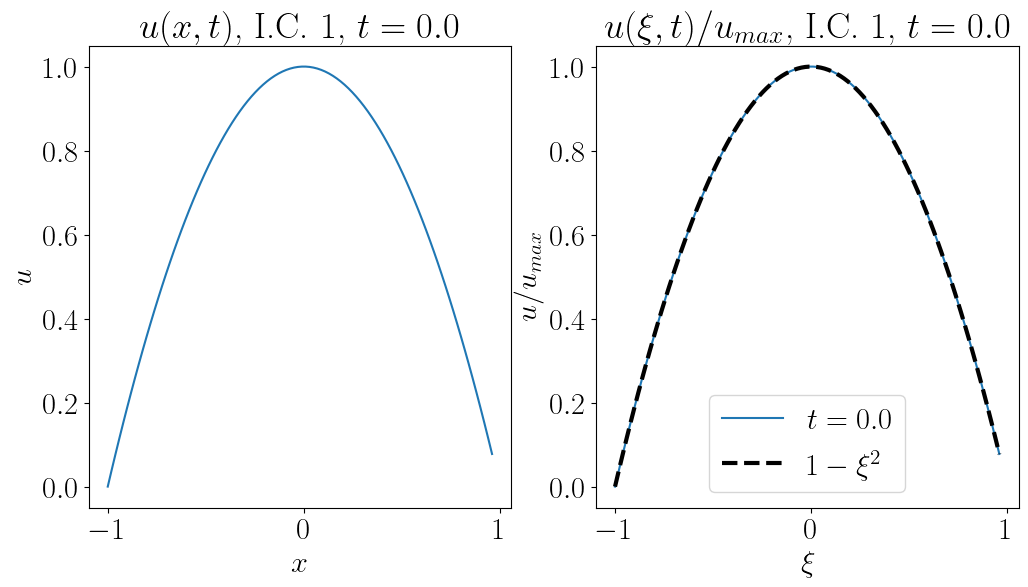 u(x, t), I.C. 1, t = 0.0
1.0
0.8
0.6
0.4
0.2
0.0
u
−1
0
1
x
u(ξ, t)/u_max, I.C. 1, t = 0.0
1.0
0.8
0.6
0.4
0.2
0.0
u/u_max
t = 0.0
1 − ξ²
−1
0
1
ξ